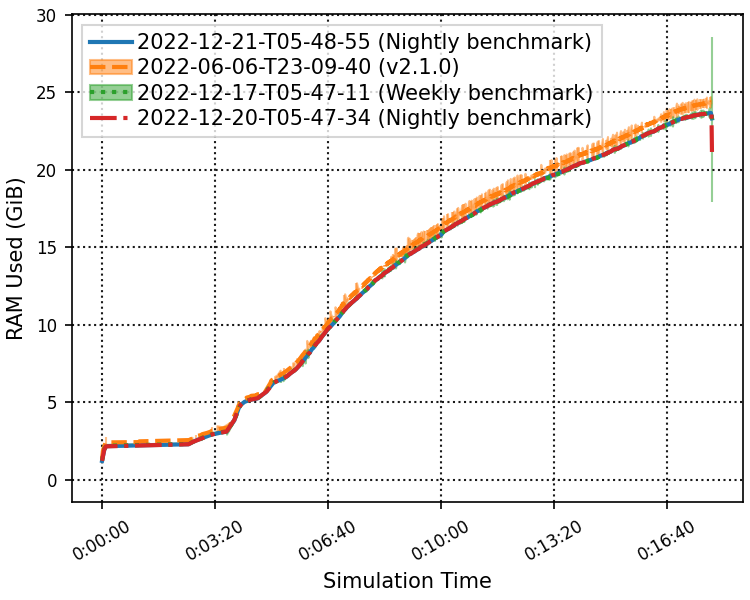 30
25
20
15
10
5
0
RAM Used (GiB)
2022-12-21-T05-48-55 (Nightly benchmark)
2022-06-06-T23-09-40 (v2.1.0)
2022-12-17-T05-47-11 (Weekly benchmark)
2022-12-20-T05-47-34 (Nightly benchmark)
0:00:00
0:03:20
0:06:40
0:10:00
0:13:20
0:16:40
Simulation Time